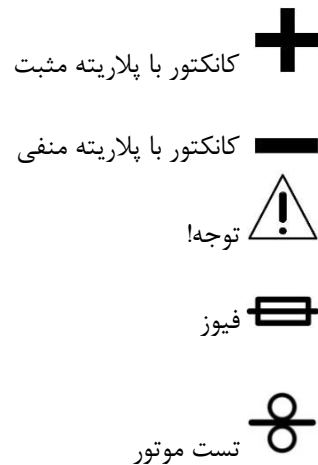 کانکتور با پلاریته مثبت
کانکتور با پلاریته منفی
توجه!
فیوز
تست موتور